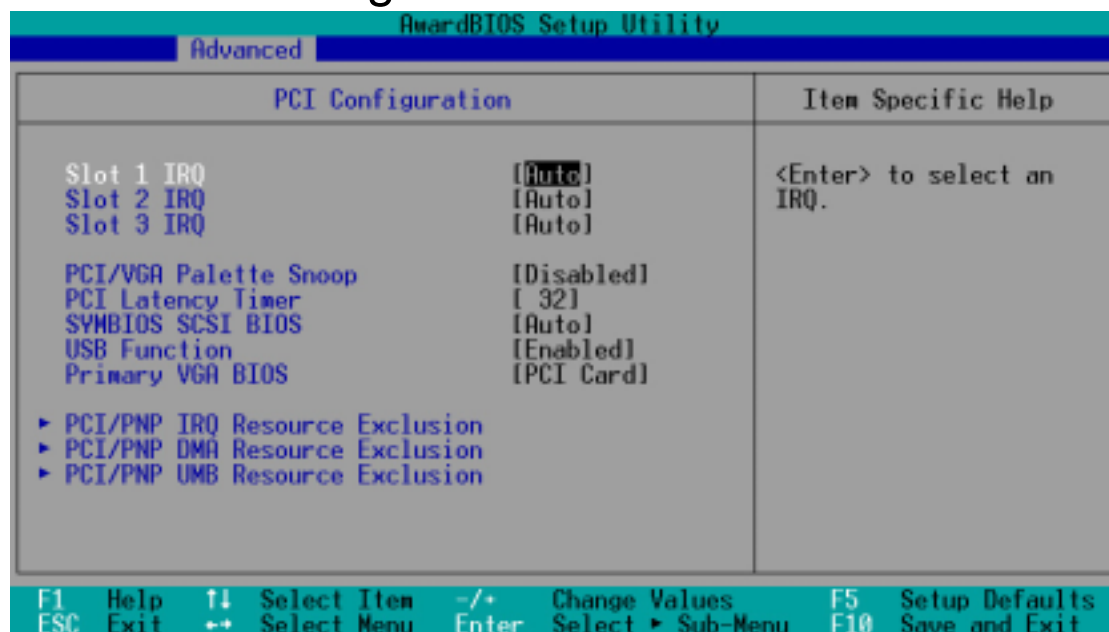 AwardBIOS Setup Utility
Advanced
PCI Configuration
Item Specific Help
Slot 1 IRQ [Auto]
Slot 2 IRQ [Auto]
Slot 3 IRQ [Auto]
PCI/VGA Palette Snoop [Disabled]
PCI Latency Timer [ 32]
SYMBIOS SCSI BIOS [Auto]
USB Function [Enabled]
Primary VGA BIOS [PCI Card]
► PCI/PNP IRQ Resource Exclusion
► PCI/PNP DMA Resource Exclusion
► PCI/PNP UMB Resource Exclusion
<Enter> to select an
IRQ.
F1 Help ↑↓ Select Item -/+ Change Values F5 Setup Defaults
ESC Exit ←→ Select Menu Enter Select ► Sub-Menu F10 Save and Exit